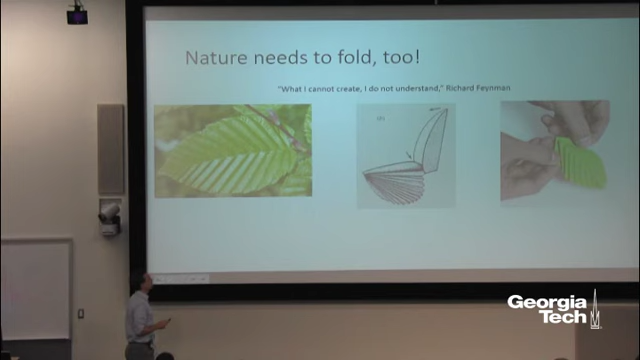 Nature needs to fold, too!
"What I cannot create, I do not understand," Richard Feynman
Georgia
Tech